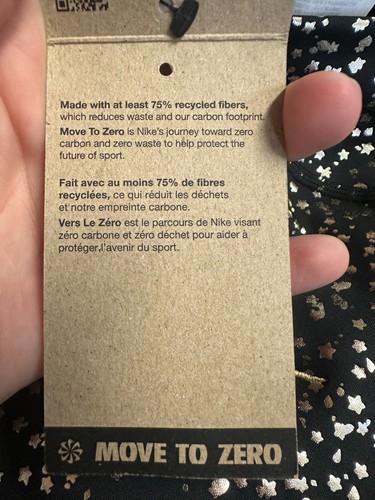 Made with at least 75% recycled fibers,
which reduces waste and our carbon footprint.
Move To Zero is Nike's journey toward zero
carbon and zero waste to help protect the
future of sport.
Fait avec au moins 75% de fibres
recyclées, ce qui réduit les déchets
et notre empreinte carbone.
Vers Le Zéro est le parcours de Nike visant
zéro carbone et zéro déchet pour aider à
protéger l'avenir du sport.
MOVE TO ZERO